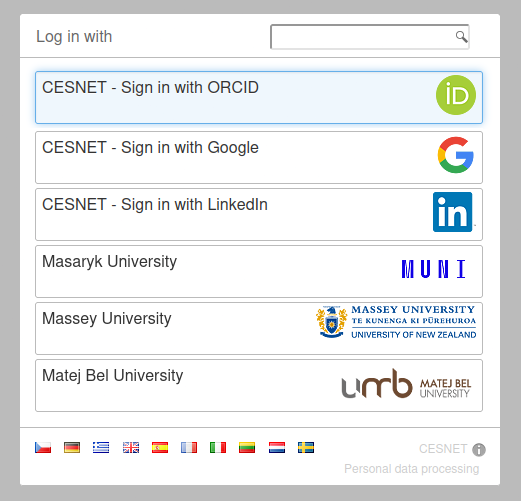 Log in with
CESNET - Sign in with ORCID
iD
CESNET - Sign in with Google
G
CESNET - Sign in with LinkedIn
in
Masaryk University
MUNI
Massey University
MASSEY UNIVERSITY
TE KUNENGA KI PŪREHUROA
UNIVERSITY OF NEW ZEALAND
Matej Bel University
umb
MATEJ BEL
UNIVERSITY
CESNET i
Personal data processing